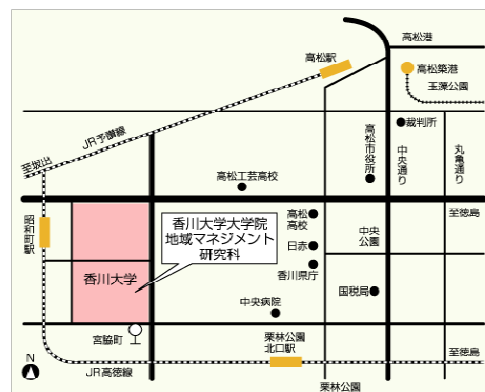 高松港
高松駅
高松築港
玉藻公園
JR予讃線
至坂出
裁判所
高松
市役所
中央通り
丸亀通り
高松工芸高校
昭和町駅
香川大学大学院
地域マネジメント
研究科
高松
高校
日赤
香川県庁
中央
公園
至徳島
香川大学
国税局
中央病院
宮脇町
栗林公園
北口駅
至徳島
N
JR高徳線
栗林公園